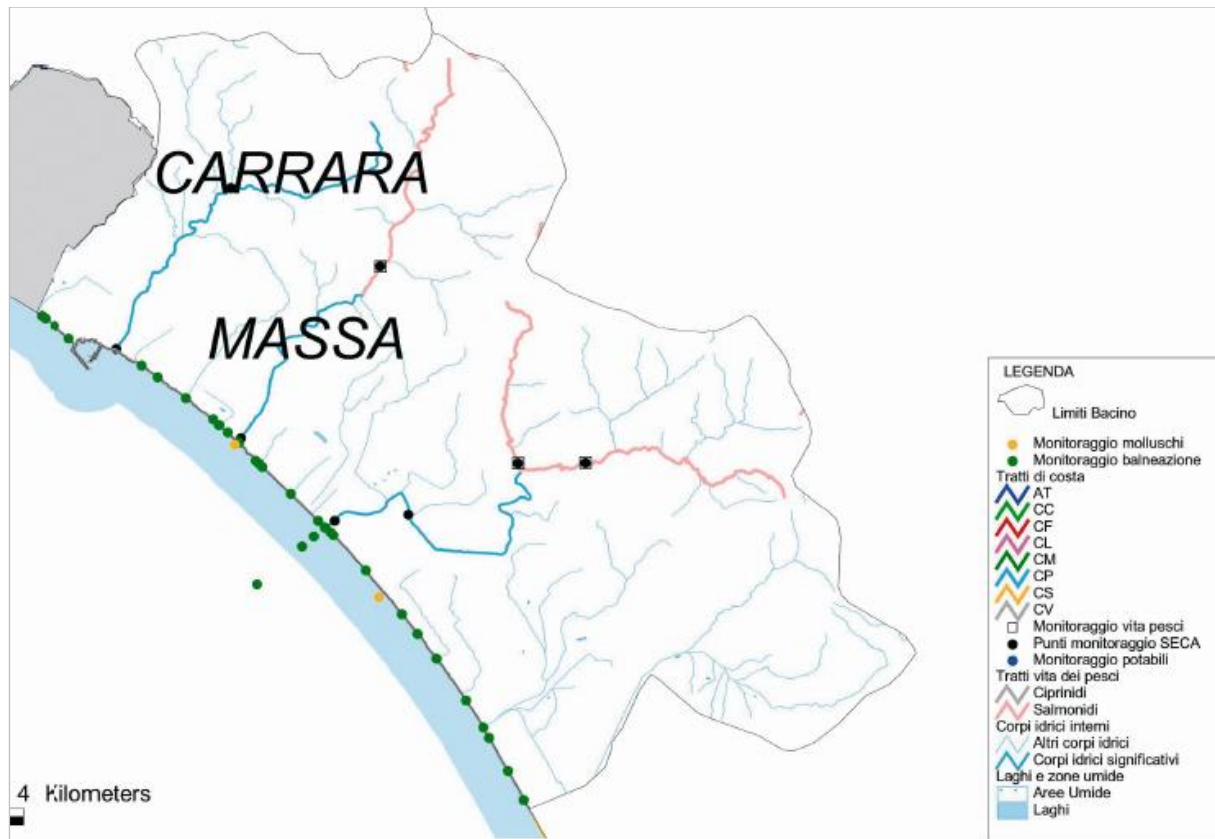 CARRARA
MASSA
LEGENDA
Limiti Bacino
Monitoraggio molluschi
Monitoraggio balneazione
Tratti di costa
AT
CC
CF
CL
CM
CP
CS
CV
Monitoraggio vita pesci
Punti monitoraggio SECA
Monitoraggio potabili
Tratti vita dei pesci
Ciprinidi
Salmonidi
Corpi idrici interni
Altri corpi idrici
Corpi idrici significativi
Laghi e zone umide
Aree Umide
Laghi
4 Kilometers